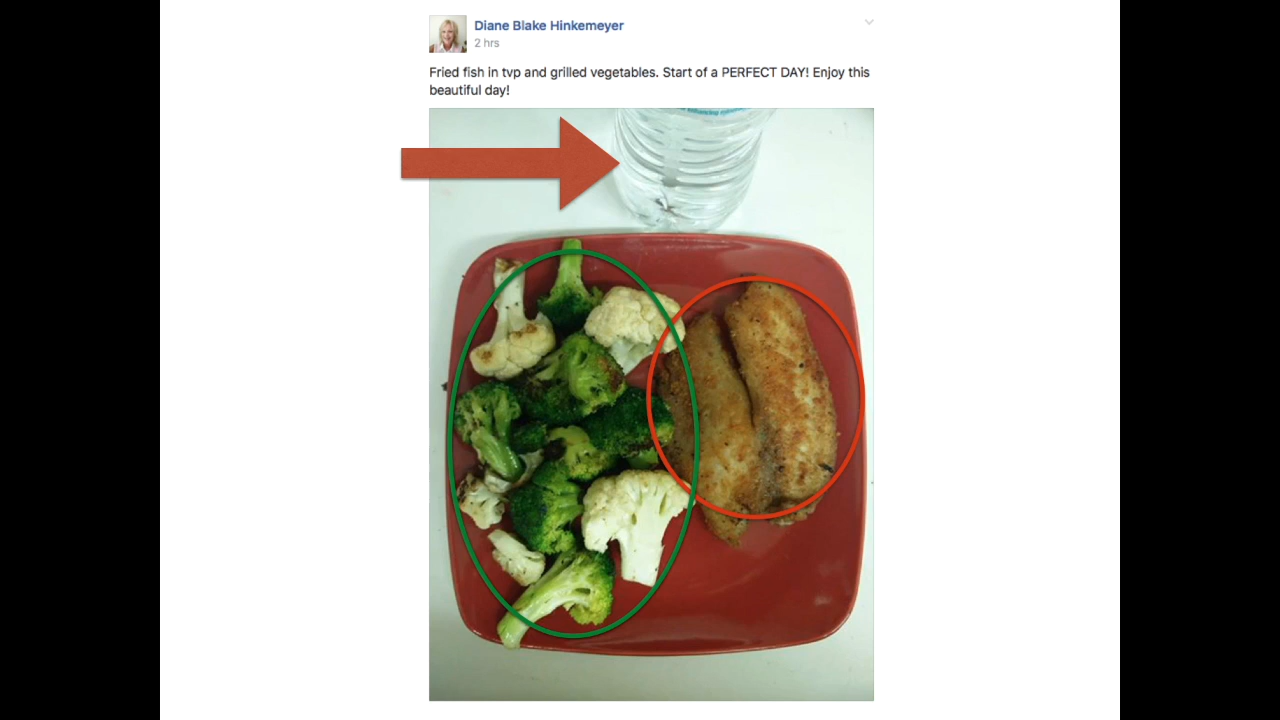 Diane Blake Hinkemeyer
2 hrs
Fried fish in tvp and grilled vegetables. Start of a PERFECT DAY! Enjoy this
beautiful day!